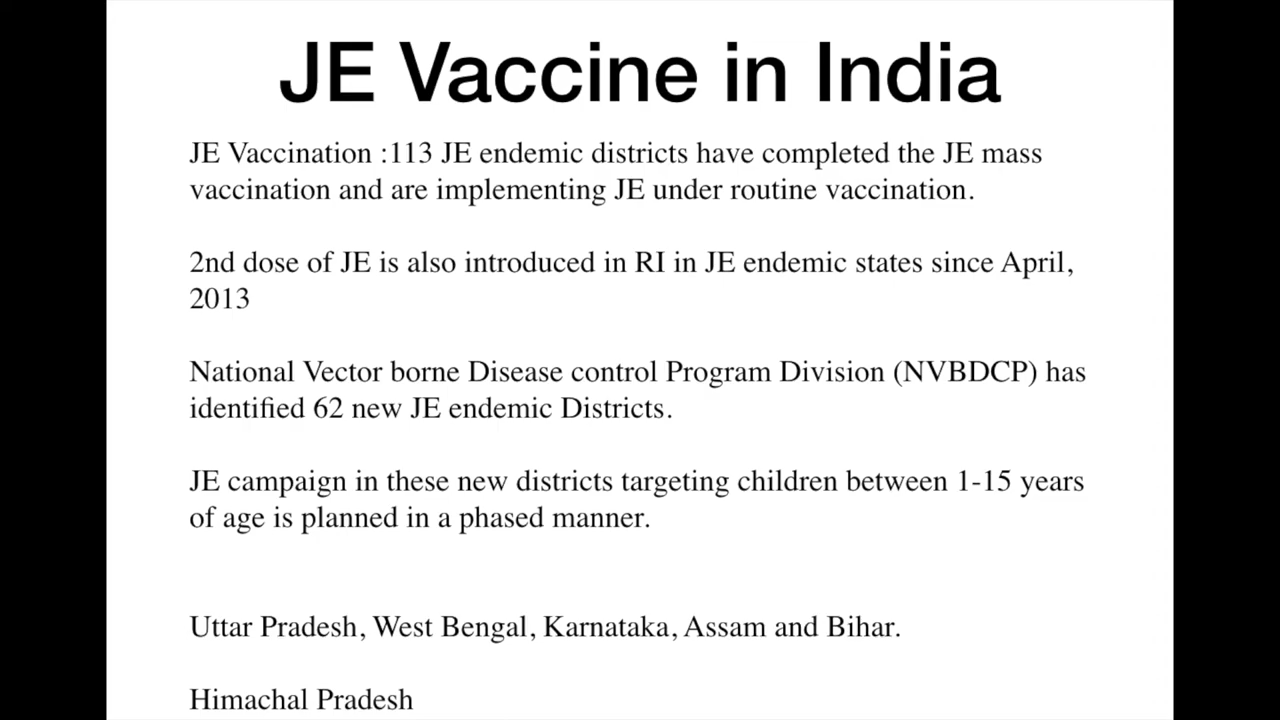 JE Vaccine in India
JE Vaccination :113 JE endemic districts have completed the JE mass
vaccination and are implementing JE under routine vaccination.
2nd dose of JE is also introduced in RI in JE endemic states since April,
2013
National Vector borne Disease control Program Division (NVBDCP) has
identified 62 new JE endemic Districts.
JE campaign in these new districts targeting children between 1-15 years
of age is planned in a phased manner.
Uttar Pradesh, West Bengal, Karnataka, Assam and Bihar.
Himachal Pradesh